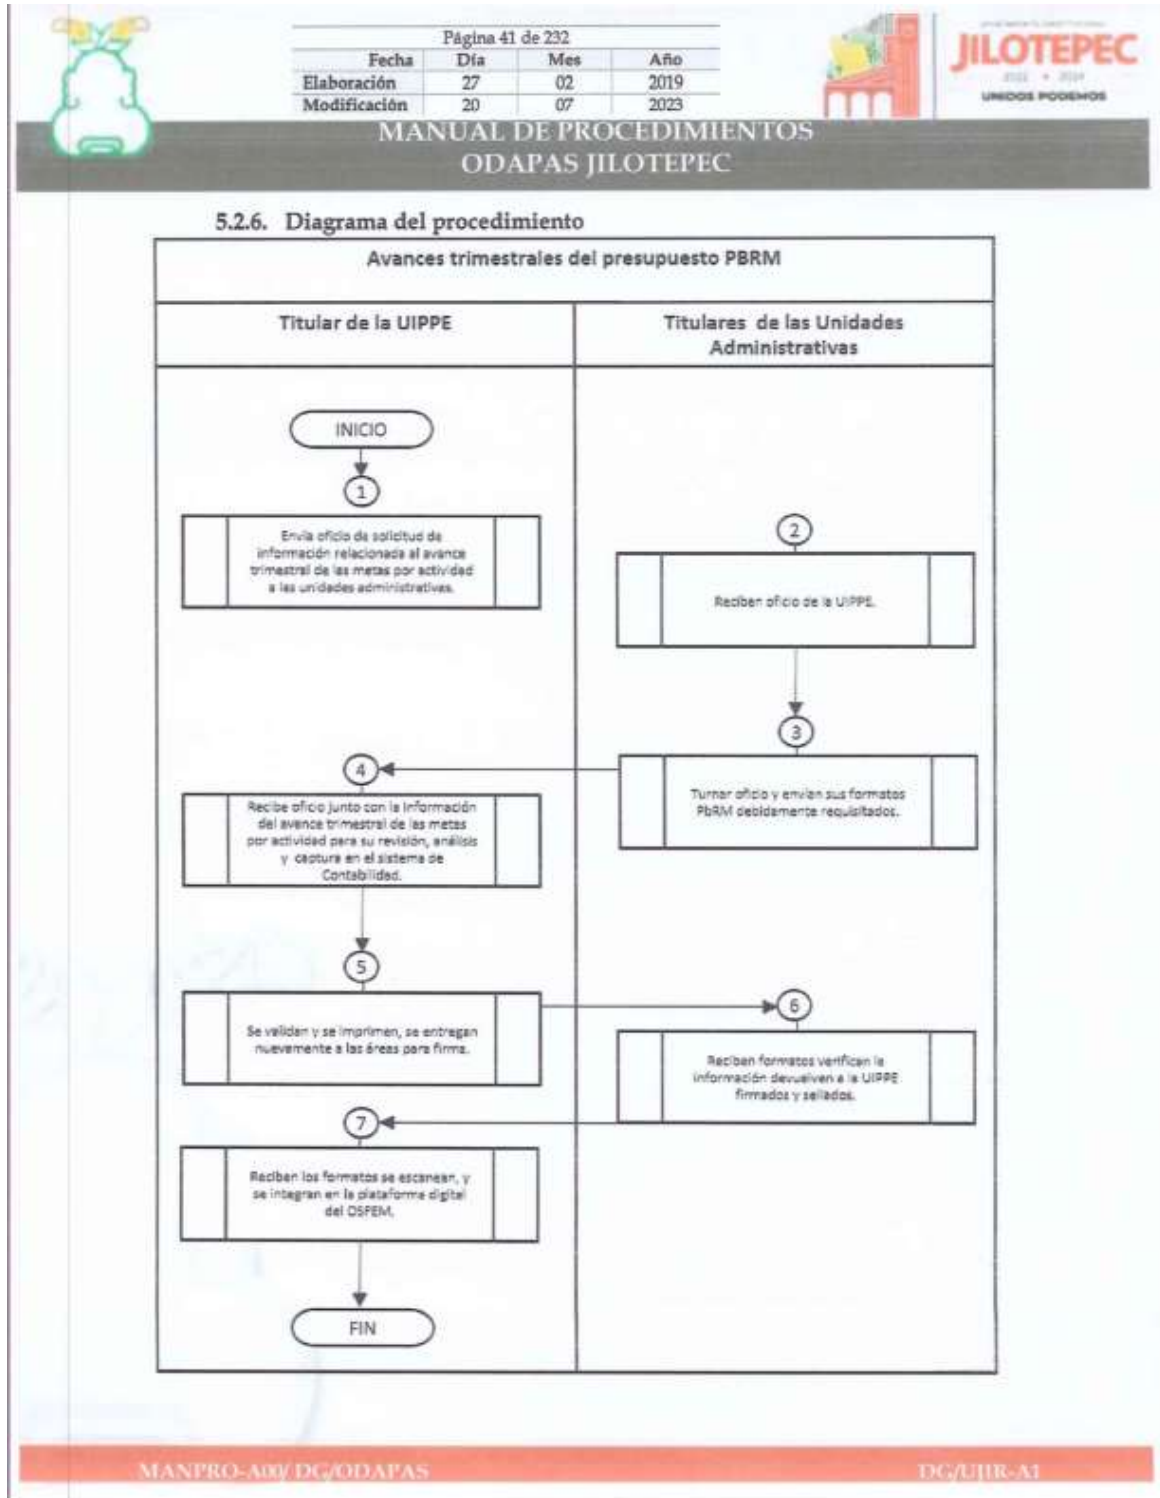 Página 41 de 232
Fecha Día Mes Año
Elaboración 27 02 2019
Modificación 20 07 2023
JILOTEPEC
2022 • 2024
UNIDOS PODEMOS
MANUAL DE PROCEDIMIENTOS
ODAPAS JILOTEPEC
5.2.6. Diagrama del procedimiento
Avances trimestrales del presupuesto PBRM
Titular de la UIPPE
Titulares de las Unidades
Administrativas
INICIO
1
Envía oficio de solicitud de
información relacionada al avance
trimestral de las metas por actividad
a las unidades administrativas.
2
Reciben oficio de la UIPPE.
3
Turnar oficio y envían sus formatos
PbRM debidamente requisitados.
4
Recibe oficio junto con la Información
del avance trimestral de las metas
por actividad para su revisión, análisis
y captura en el sistema de
Contabilidad.
5
Se validan y se imprimen, se entregan
nuevamente a las áreas para firma.
6
Reciben formatos verifican la
información devuelven a la UIPPE
firmados y sellados.
7
Reciben los formatos se escanean, y
se integran en la plataforma digital
del OSFEM.
FIN
MANPRO-A00/ DG/ODAPAS
DG/UJIR-A1